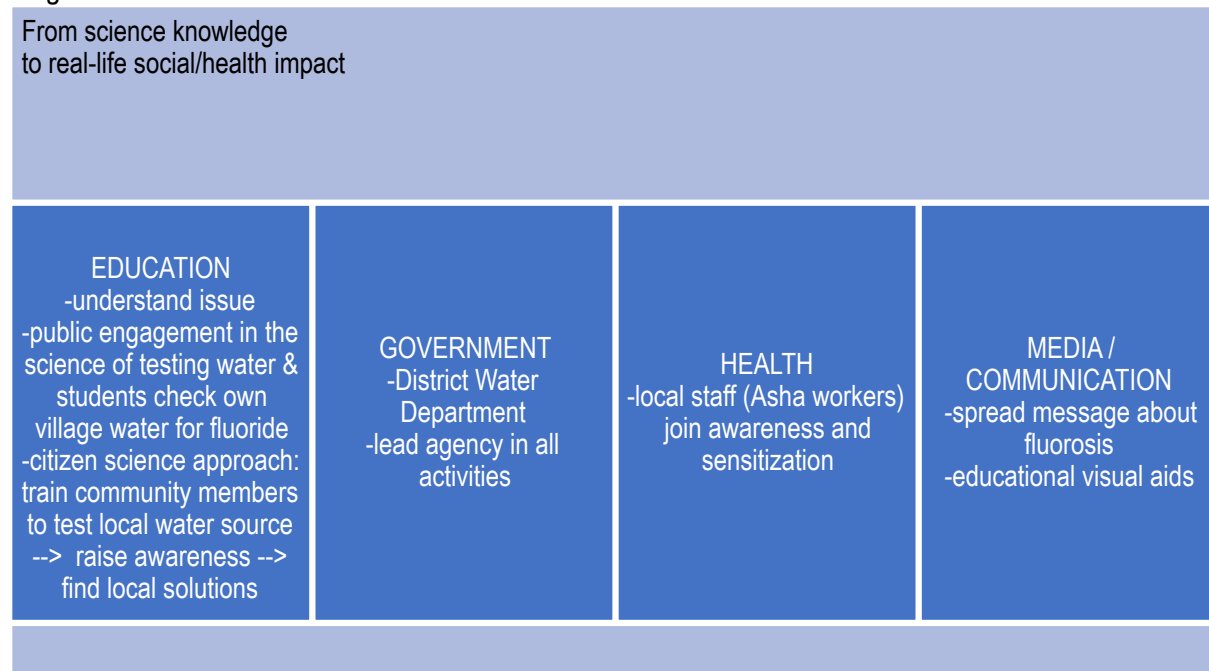 From science knowledge
to real-life social/health impact
EDUCATION
-understand issue
-public engagement in the
science of testing water &
students check own
village water for fluoride
-citizen science approach:
train community members
to test local water source
--> raise awareness -->
find local solutions
GOVERNMENT
-District Water
Department
-lead agency in all
activities
HEALTH
-local staff (Asha workers)
join awareness and
sensitization
MEDIA /
COMMUNICATION
-spread message about
fluorosis
-educational visual aids